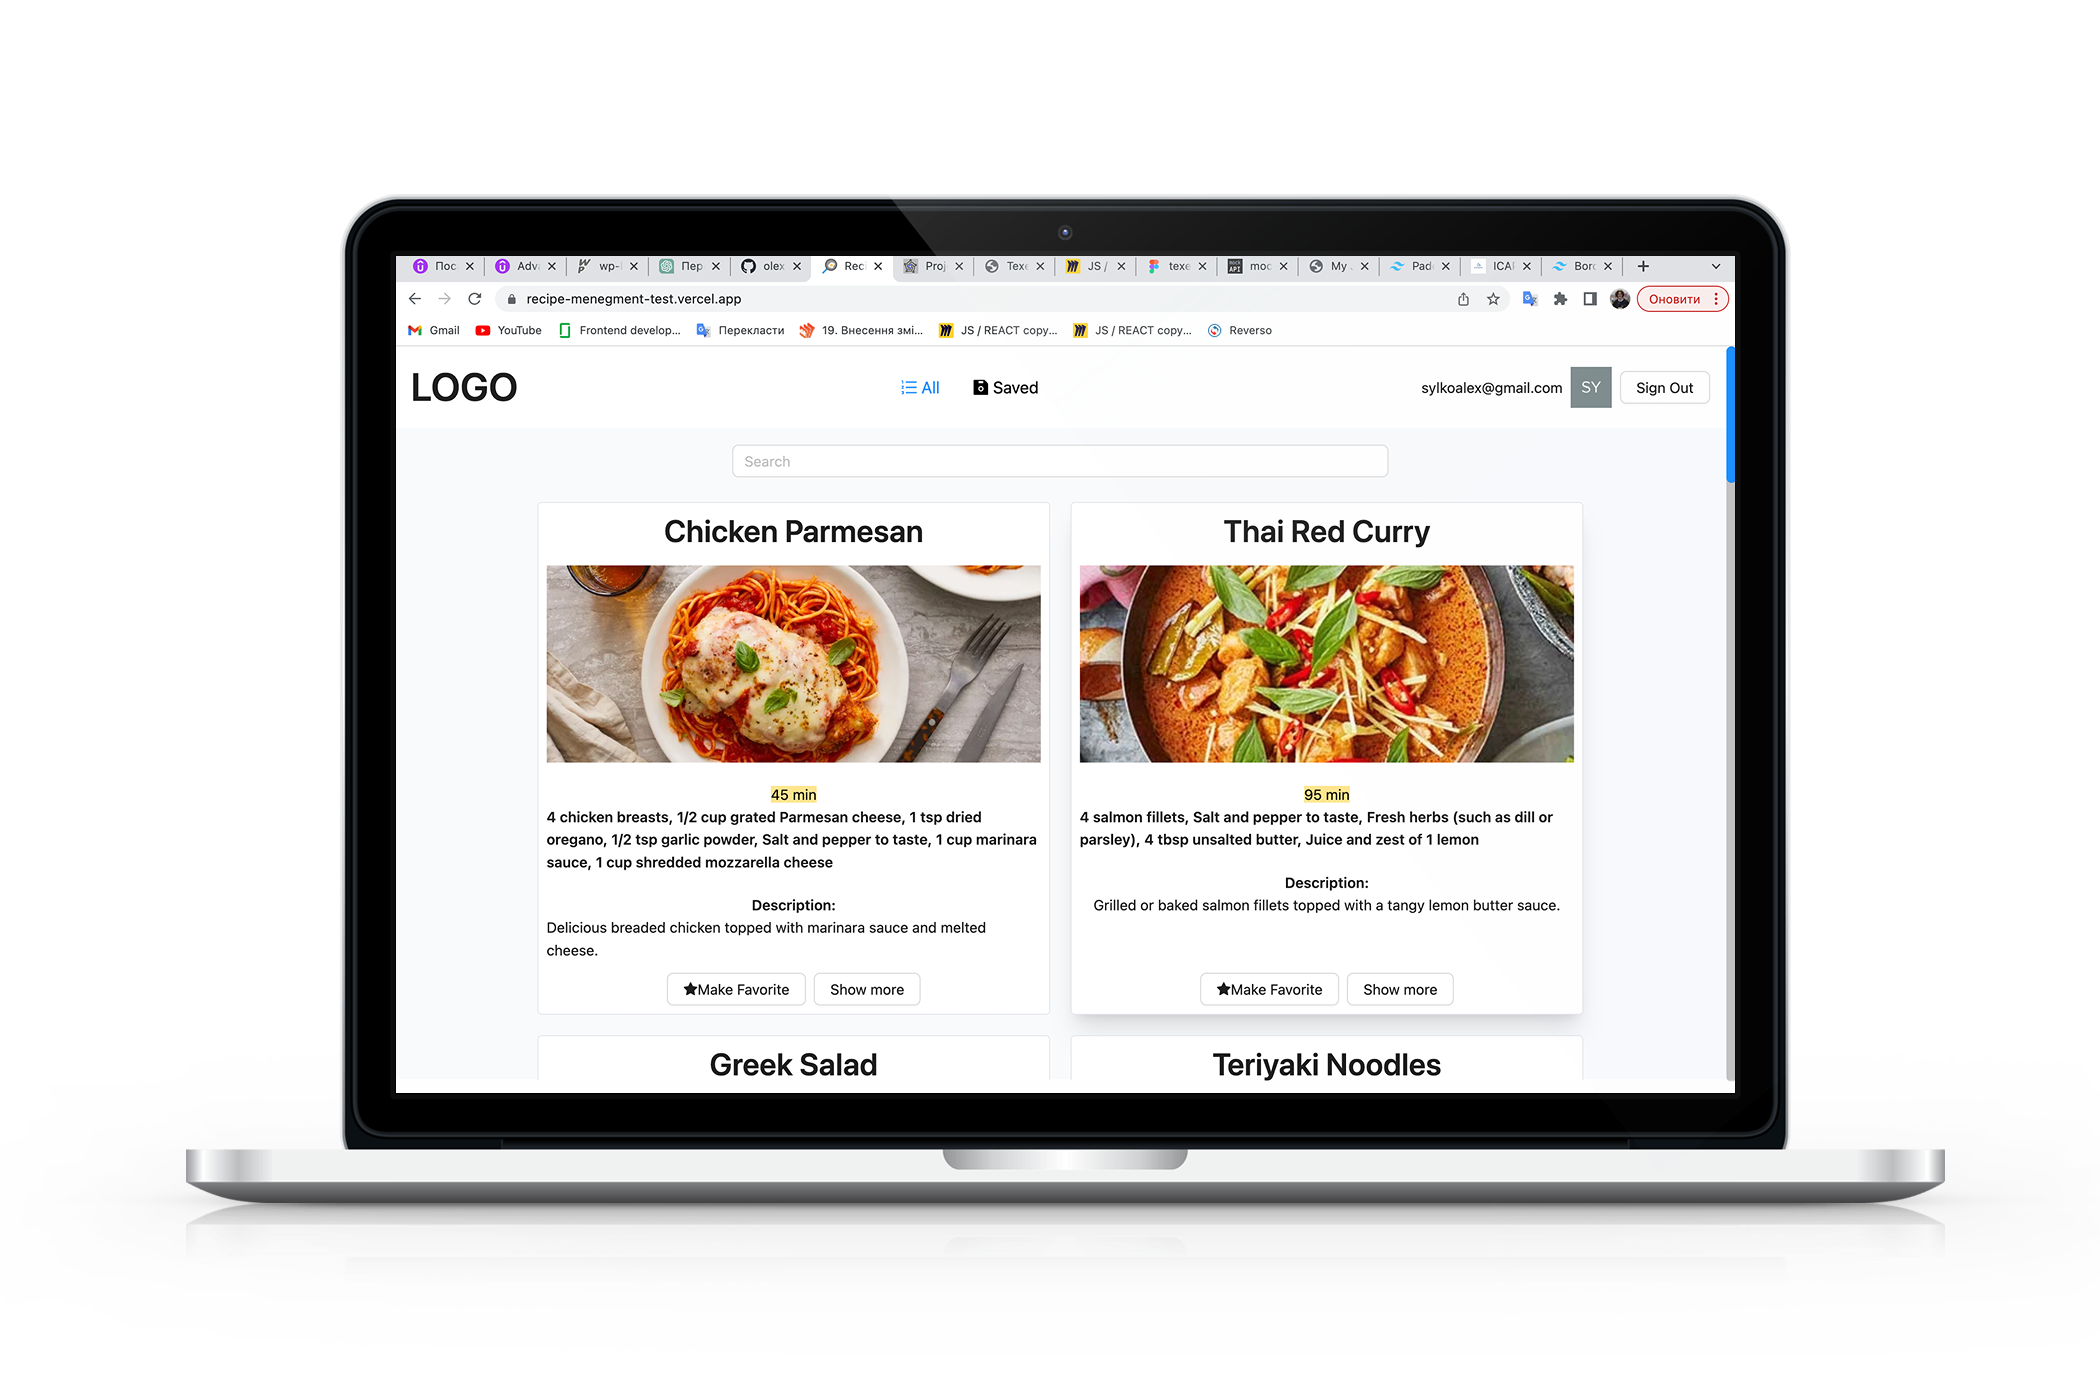 Пос Adv wp- Пер olex Rec Proj Texe JS / texe moc My Pade ICAI Bord
recipe-menegment-test.vercel.app Оновити
Gmail YouTube Frontend develop... Перекласти 19. Внесення змі... JS / REACT copy... JS / REACT copy... Reverso
LOGO All Saved sylkoalex@gmail.com SY Sign Out
Search
Chicken Parmesan
45 min
4 chicken breasts, 1/2 cup grated Parmesan cheese, 1 tsp dried
oregano, 1/2 tsp garlic powder, Salt and pepper to taste, 1 cup marinara
sauce, 1 cup shredded mozzarella cheese
Description:
Delicious breaded chicken topped with marinara sauce and melted
cheese.
Make Favorite Show more
Thai Red Curry
95 min
4 salmon fillets, Salt and pepper to taste, Fresh herbs (such as dill or
parsley), 4 tbsp unsalted butter, Juice and zest of 1 lemon
Description:
Grilled or baked salmon fillets topped with a tangy lemon butter sauce.
Make Favorite Show more
Greek Salad
Teriyaki Noodles